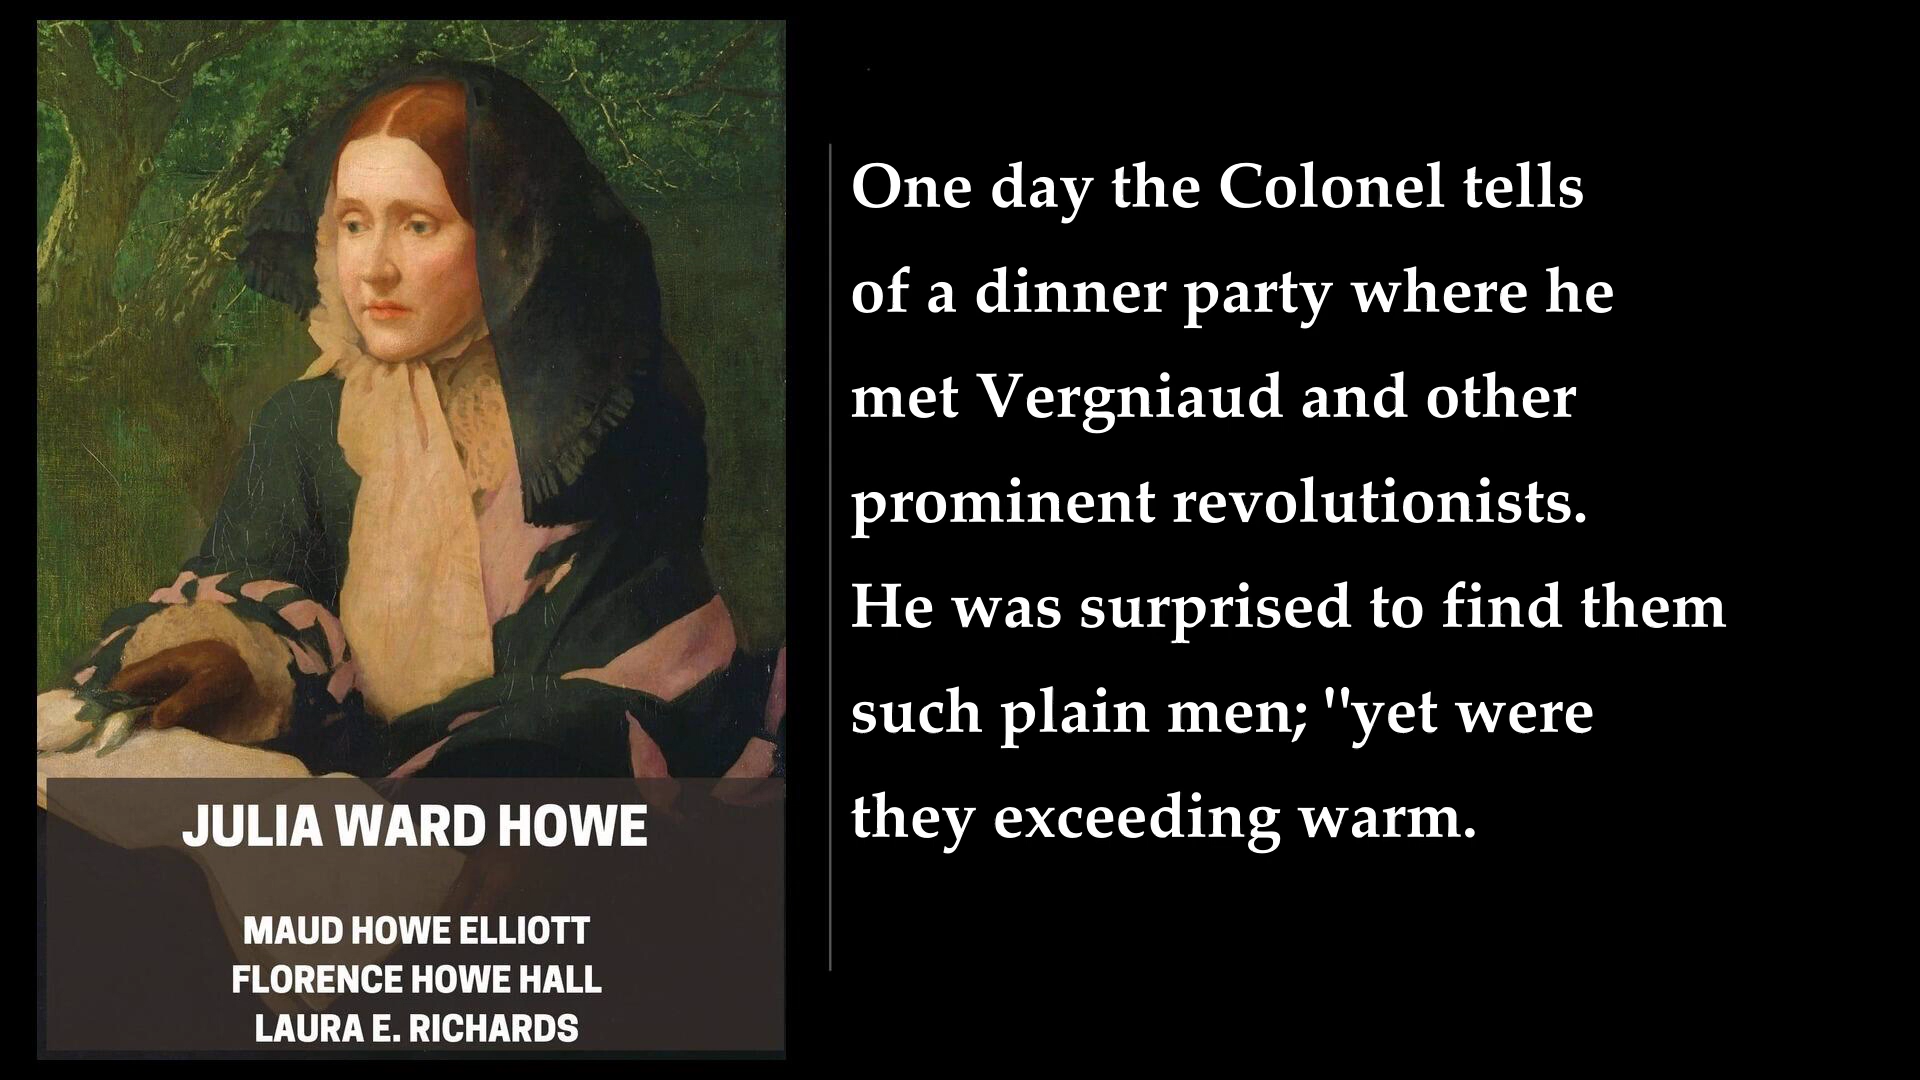 JULIA WARD HOWE
MAUD HOWE ELLIOTT
FLORENCE HOWE HALL
LAURA E. RICHARDS
One day the Colonel tells
of a dinner party where he
met Vergniaud and other
prominent revolutionists.
He was surprised to find them
such plain men; "yet were
they exceeding warm.